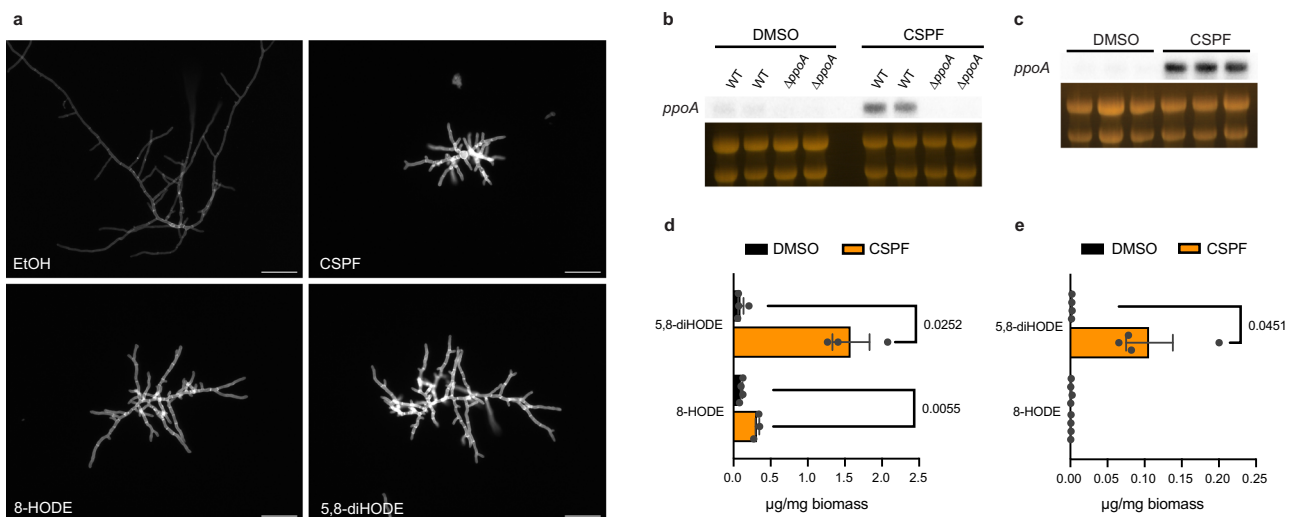 a
EtOH
CSPF
8-HODE
5,8-diHODE
b
DMSO CSPF
WT WT ΔppoA ΔppoA WT WT ΔppoA ΔppoA
ppoA
c
DMSO CSPF
ppoA
d
DMSO CSPF
5,8-diHODE
0.0252
8-HODE
0.0055
0.0 0.5 1.0 1.5 2.0 2.5
µg/mg biomass
e
DMSO CSPF
5,8-diHODE
0.0451
8-HODE
0.00 0.05 0.10 0.15 0.20 0.25
µg/mg biomass